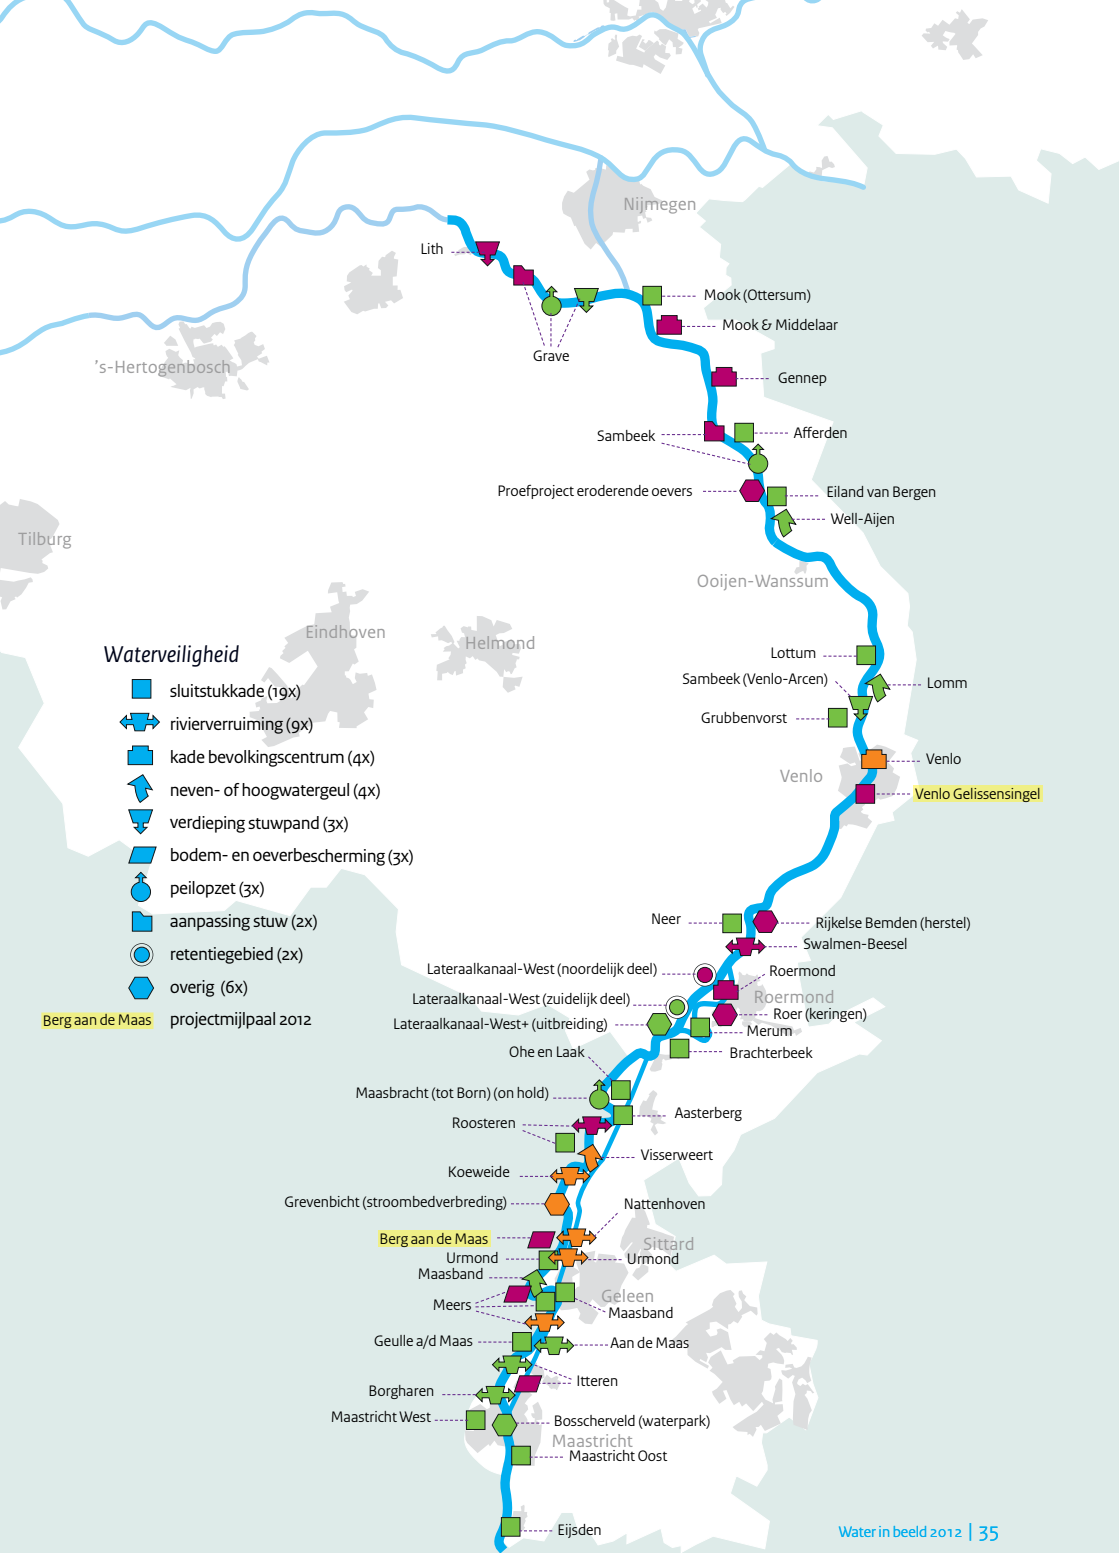 Nijmegen
Lith
Mook (Ottersum)
Mook & Middelaar
Grave
's-Hertogenbosch
Gennep
Sambeek
Afferden
Proefproject eroderende oevers
Eiland van Bergen
Well-Aijen
Tilburg
Ooijen-Wanssum
Eindhoven
Helmond
Waterveiligheid
sluitstukkade (19x)
rivierverruiming (9x)
kade bevolkingscentrum (4x)
neven- of hoogwatergeul (4x)
verdieping stuwpand (3x)
bodem- en oeverbescherming (3x)
peilopzet (3x)
aanpassing stuw (2x)
retentiegebied (2x)
overig (6x)
Berg aan de Maas projectmijlpaal 2012
Lottum
Sambeek (Venlo-Arcen)
Lomm
Grubbenvorst
Venlo
Venlo
Venlo Gelissensingel
Neer
Rijkelse Bemden (herstel)
Swalmen-Beesel
Lateraalkanaal-West (noordelijk deel)
Roermond
Lateraalkanaal-West (zuidelijk deel)
Roermond
Roer (keringen)
Lateraalkanaal-West+ (uitbreiding)
Merum
Ohe en Laak
Brachterbeek
Maasbracht (tot Born) (on hold)
Aasterberg
Roosteren
Visserweert
Koeweide
Grevenbicht (stroombedverbreding)
Nattenhoven
Berg aan de Maas
Sittard
Urmond
Urmond
Maasband
Geleen
Meers
Maasband
Geulle a/d Maas
Aan de Maas
Itteren
Borgharen
Maastricht West
Bosscherveld (waterpark)
Maastricht
Maastricht Oost
Eijsden
Water in beeld 2012 | 35